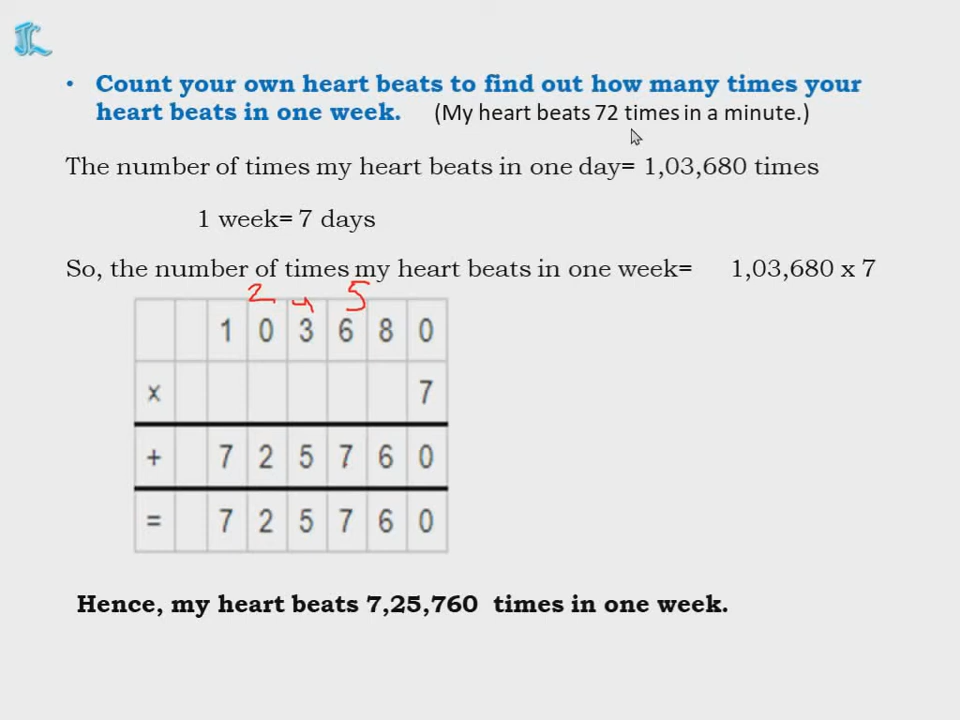 • Count your own heart beats to find out how many times your
heart beats in one week. (My heart beats 72 times in a minute.)
The number of times my heart beats in one day= 1,03,680 times
1 week= 7 days
So, the number of times my heart beats in one week= 1,03,680 x 7
2 4 5
1 0 3 6 8 0
x 7
+ 7 2 5 7 6 0
= 7 2 5 7 6 0
Hence, my heart beats 7,25,760 times in one week.